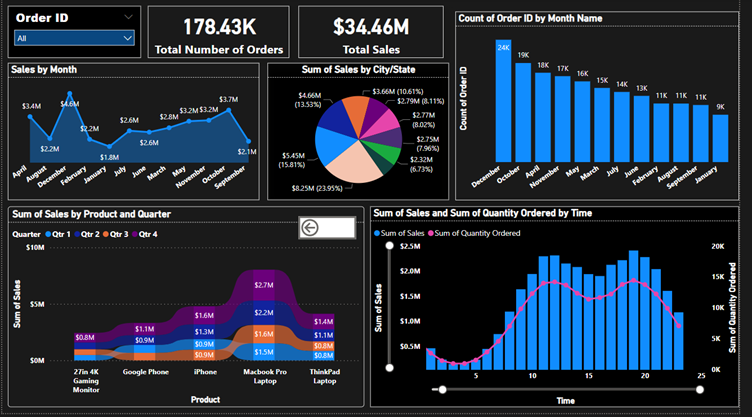 Order ID
All
178.43K
Total Number of Orders
$34.46M
Total Sales
Count of Order ID by Month Name
Count of Order ID
24K
19K
18K
17K
16K
15K
14K
13K
11K
11K
11K
9K
December
October
April
November
May
March
July
June
February
August
September
January
Sales by Month
$3.4M
$2.2M
$4.6M
$2.2M
$1.8M
$2.6M
$2.6M
$2.8M
$3.2M
$3.2M
$3.7M
$2.1M
April
August
December
February
January
July
June
March
May
November
October
September
Sum of Sales by City/State
$3.66M (10.61%)
$2.79M (8.11%)
$2.77M
(8.02%)
$2.75M
(7.96%)
$2.32M
(6.73%)
$8.25M (23.95%)
$5.45M
(15.81%)
$4.66M
(13.53%)
Sum of Sales by Product and Quarter
Quarter Qtr 1 Qtr 2 Qtr 3 Qtr 4
Sum of Sales
$10M
$5M
$0M
$0.8M
$1.1M
$0.9M
$1.6M
$1.3M
$0.9M
$0.9M
$2.7M
$2.2M
$1.6M
$1.5M
$1.4M
$1.1M
$0.8M
$0.8M
27in 4K
Gaming
Monitor
Google Phone
iPhone
Macbook Pro
Laptop
ThinkPad
Laptop
Product
Sum of Sales and Sum of Quantity Ordered by Time
Sum of Sales Sum of Quantity Ordered
Sum of Sales
$2.5M
$2.0M
$1.5M
$1.0M
$0.5M
20K
15K
10K
5K
0K
Sum of Quantity Ordered
5
10
15
20
25
Time